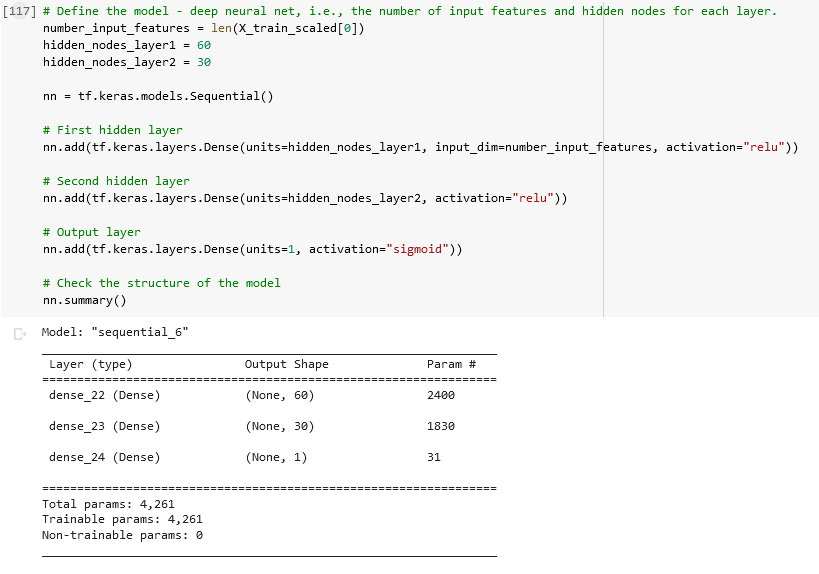 [117] # Define the model - deep neural net, i.e., the number of input features and hidden nodes for each layer.
number_input_features = len(X_train_scaled[0])
hidden_nodes_layer1 = 60
hidden_nodes_layer2 = 30
nn = tf.keras.models.Sequential()
# First hidden layer
nn.add(tf.keras.layers.Dense(units=hidden_nodes_layer1, input_dim=number_input_features, activation="relu"))
# Second hidden layer
nn.add(tf.keras.layers.Dense(units=hidden_nodes_layer2, activation="relu"))
# Output layer
nn.add(tf.keras.layers.Dense(units=1, activation="sigmoid"))
# Check the structure of the model
nn.summary()
Model: "sequential_6"
Layer (type) Output Shape Param #
=================================================================
dense_22 (Dense) (None, 60) 2400
dense_23 (Dense) (None, 30) 1830
dense_24 (Dense) (None, 1) 31
=================================================================
Total params: 4,261
Trainable params: 4,261
Non-trainable params: 0